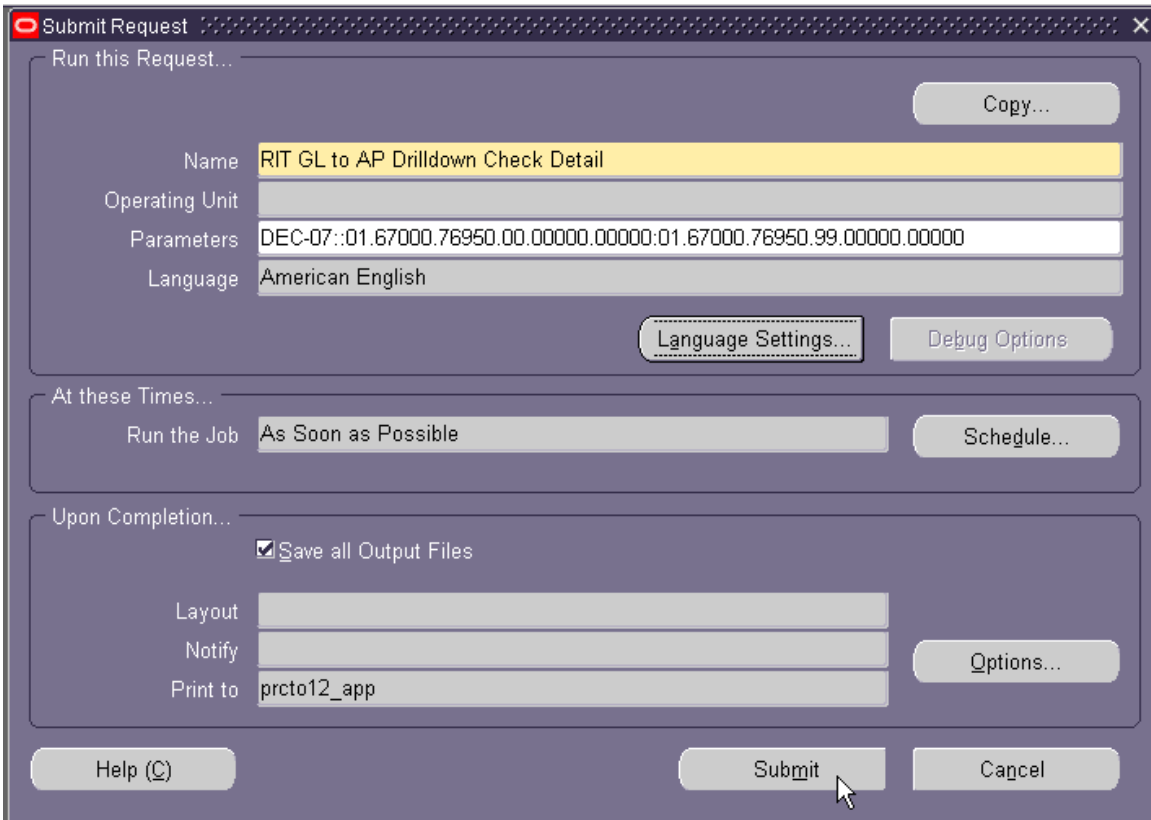 Submit Request
Run this Request...
Copy...
Name RIT GL to AP Drilldown Check Detail
Operating Unit
Parameters DEC-07::01.67000.76950.00.00000.00000:01.67000.76950.99.00000.00000
Language American English
Language Settings... Debug Options
At these Times...
Run the Job As Soon as Possible Schedule...
Upon Completion...
Save all Output Files
Layout
Notify
Options...
Print to prcto12_app
Help (C) Submit Cancel